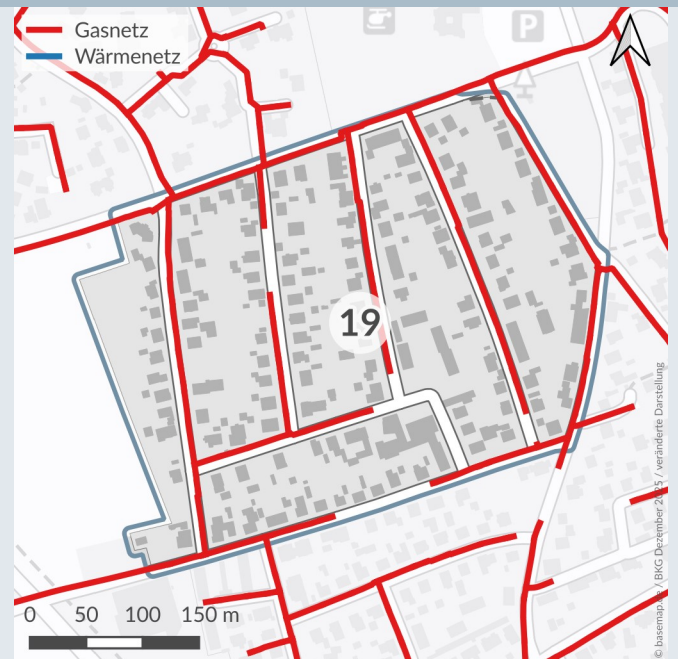 Gasnetz
Wärmenetz
P
19
0 50 100 150 m
© basemap.de / BKG Dezember 2025 / veränderte Darstellung